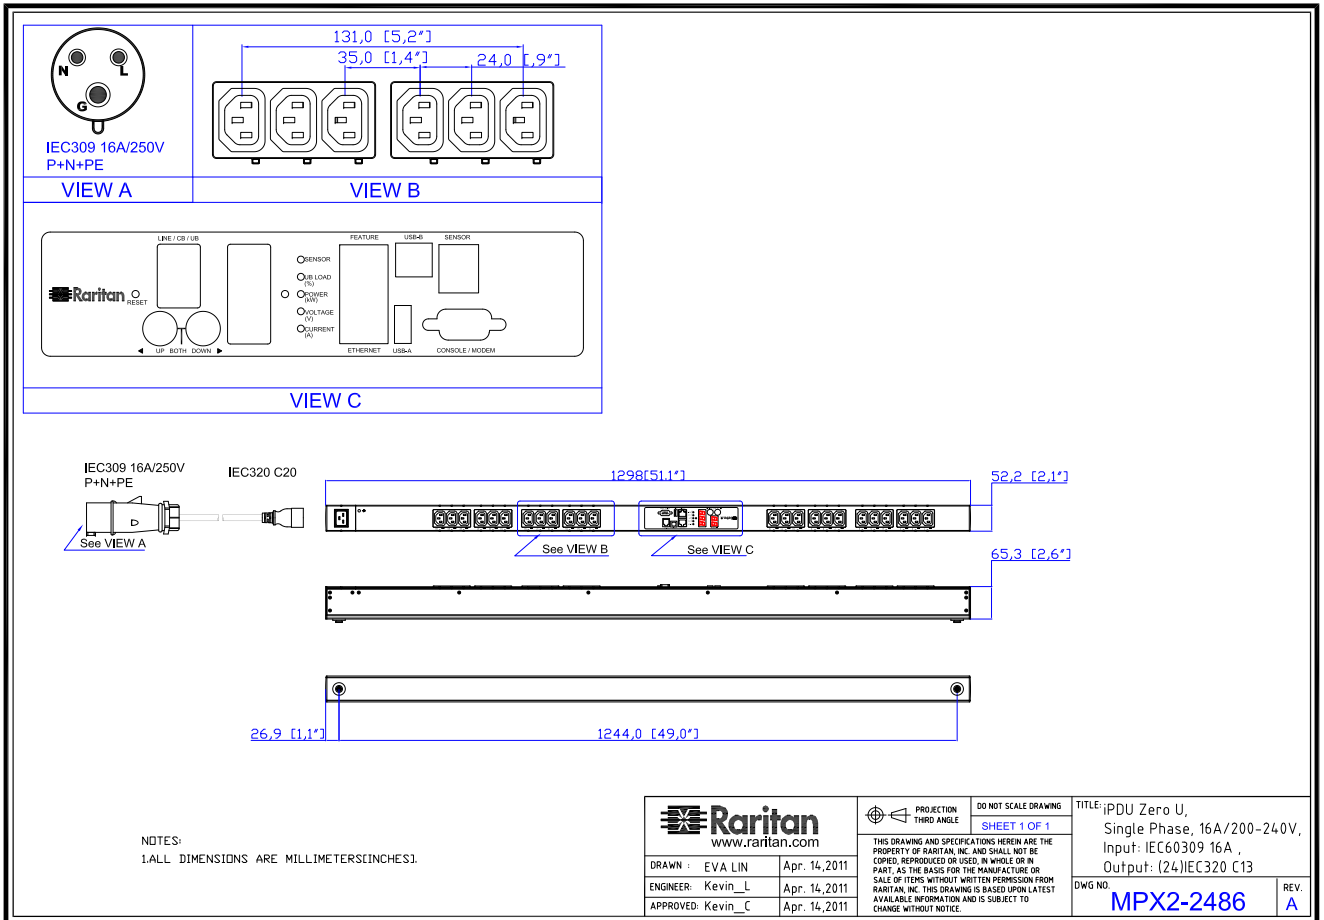 N
L
G
IEC309 16A/250V
P+N+PE
VIEW A
131,0 [5,2"]
35,0 [1,4"]
24,0 [,9"]
VIEW B
LINE / CB / UB
FEATURE
USB-B
SENSOR
Raritan
RESET
SENSOR
UB LOAD
(%)
POWER
(kW)
VOLTAGE
(V)
CURRENT
(A)
UP BOTH DOWN
ETHERNET
USB-A
CONSOLE / MODEM
VIEW C
IEC309 16A/250V
P+N+PE
IEC320 C20
See VIEW A
1298[51.1"]
52,2 [2,1"]
See VIEW B
See VIEW C
65,3 [2,6"]
26,9 [1,1"]
1244,0 [49,0"]
NOTES:
1.ALL DIMENSIONS ARE MILLIMETERS[INCHES].
Raritan
www.raritan.com
DRAWN : EVA LIN Apr. 14,2011
ENGINEER: Kevin_L Apr. 14,2011
APPROVED: Kevin_C Apr. 14,2011
PROJECTION
THIRD ANGLE
DO NOT SCALE DRAWING
SHEET 1 OF 1
THIS DRAWING AND SPECIFICATIONS HEREIN ARE THE
PROPERTY OF RARITAN, INC. AND SHALL NOT BE
COPIED, REPRODUCED OR USED, IN WHOLE OR IN
PART, AS THE BASIS FOR THE MANUFACTURE OR
SALE OF ITEMS WITHOUT WRITTEN PERMISSION FROM
RARITAN, INC. THIS DRAWING IS BASED UPON LATEST
AVAILABLE INFORMATION AND IS SUBJECT TO
CHANGE WITHOUT NOTICE.
TITLE: iPDU Zero U,
Single Phase, 16A/200-240V,
Input: IEC60309 16A ,
Output: (24)IEC320 C13
DWG NO.
MPX2-2486
REV.
A